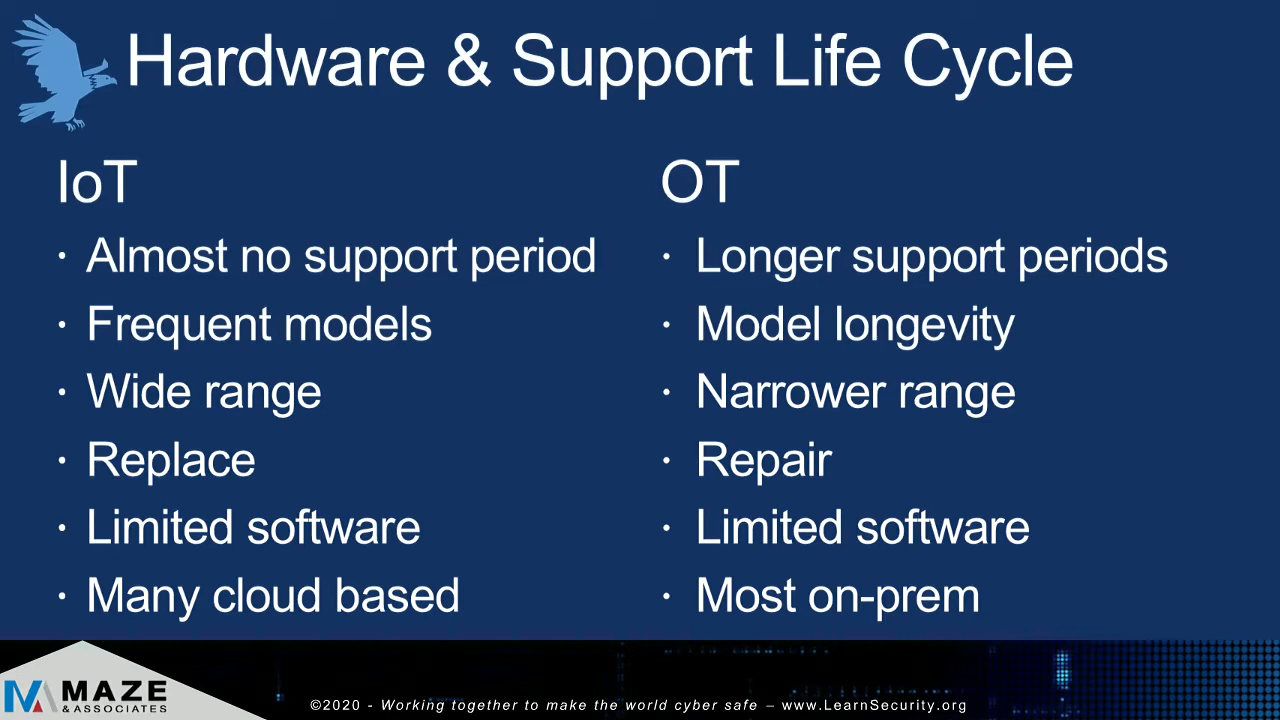 Hardware & Support Life Cycle
IoT
· Almost no support period
· Frequent models
· Wide range
· Replace
· Limited software
· Many cloud based
OT
· Longer support periods
· Model longevity
· Narrower range
· Repair
· Limited software
· Most on-prem
MAZE
& ASSOCIATES
©2020 - Working together to make the world cyber safe – www.LearnSecurity.org